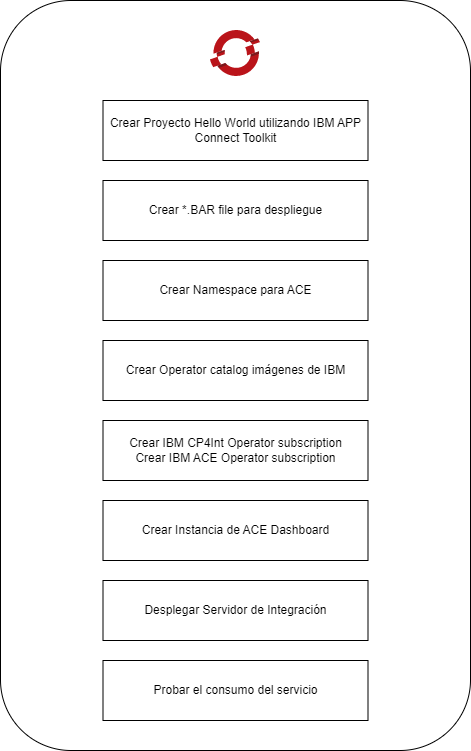 Crear Proyecto Hello World utilizando IBM APP
Connect Toolkit
Crear *.BAR file para despliegue
Crear Namespace para ACE
Crear Operator catalog imágenes de IBM
Crear IBM CP4Int Operator subscription
Crear IBM ACE Operator subscription
Crear Instancia de ACE Dashboard
Desplegar Servidor de Integración
Probar el consumo del servicio